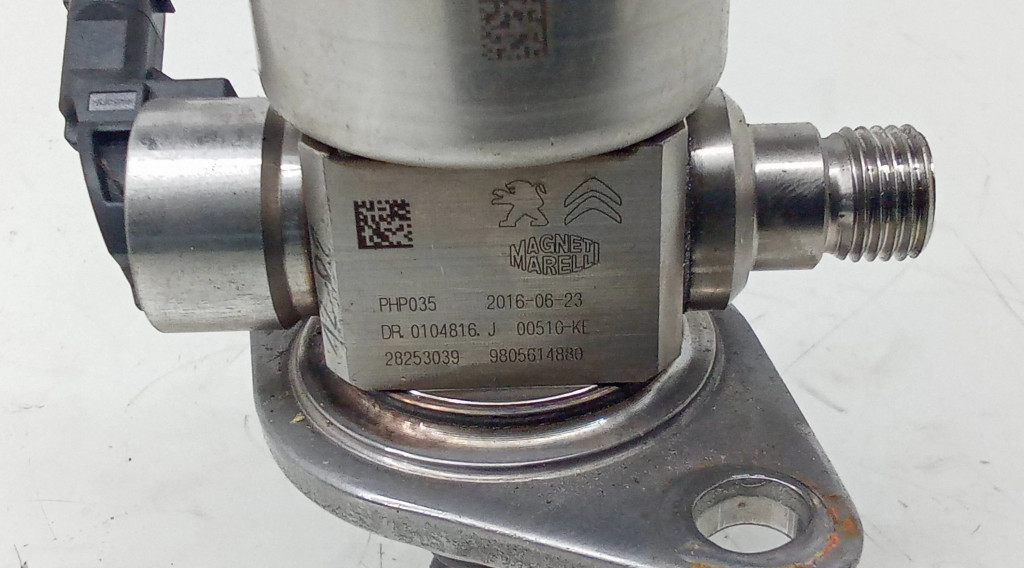 MAGNETI
MARELLI
PHP035 2016-06-23
DR. 0104816. J 00510-KE
28253039 9805614880